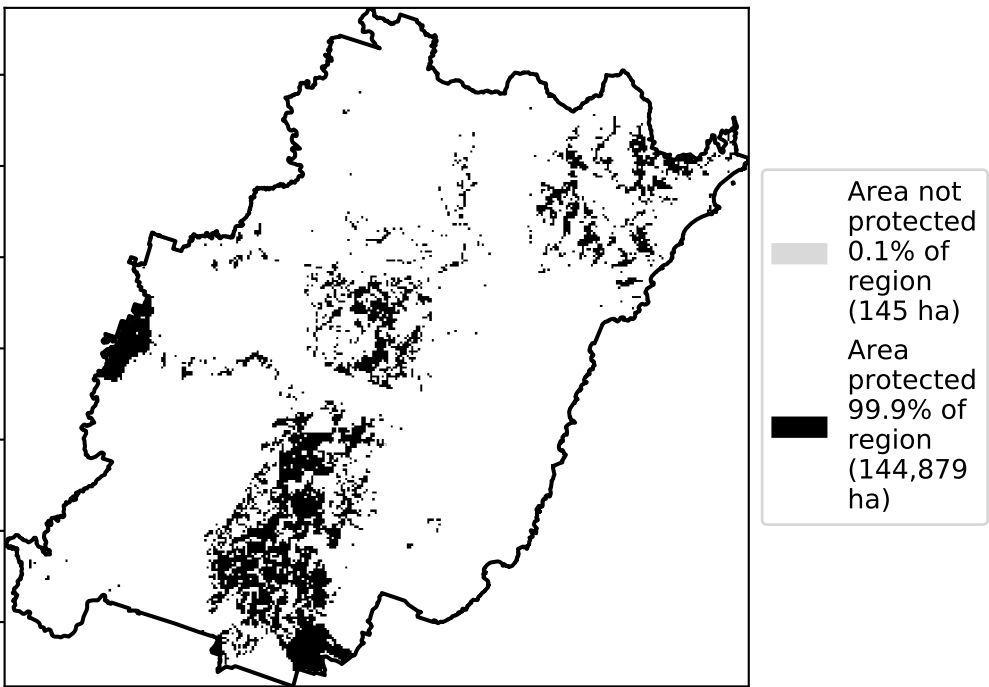 Area not
protected
0.1% of
region
(145 ha)
Area
protected
99.9% of
region
(144,879
ha)